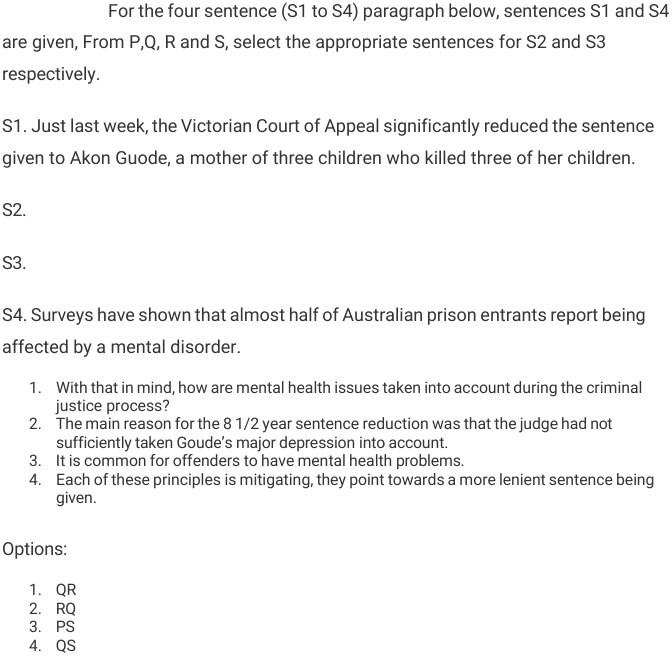 For the four sentence (S1 to S4) paragraph below, sentences S1 and S4
are given, From P,Q, R and S, select the appropriate sentences for S2 and S3
respectively.
S1. Just last week, the Victorian Court of Appeal significantly reduced the sentence
given to Akon Guode, a mother of three children who killed three of her children.
S2.
S3.
S4. Surveys have shown that almost half of Australian prison entrants report being
affected by a mental disorder.
1. With that in mind, how are mental health issues taken into account during the criminal
justice process?
2. The main reason for the 8 1/2 year sentence reduction was that the judge had not
sufficiently taken Goude's major depression into account.
3. It is common for offenders to have mental health problems.
4. Each of these principles is mitigating, they point towards a more lenient sentence being
given.
Options:
1. QR
2. RQ
3. PS
4. QS